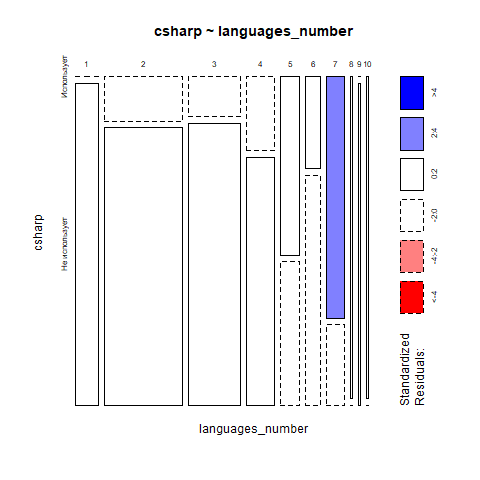 csharp ~ languages_number
1 2 3 4 5 6 7 8 9 10
Использует
Не использует
csharp
languages_number
>4
2:4
0:2
-2:0
-4:-2
<-4
Standardized
Residuals: